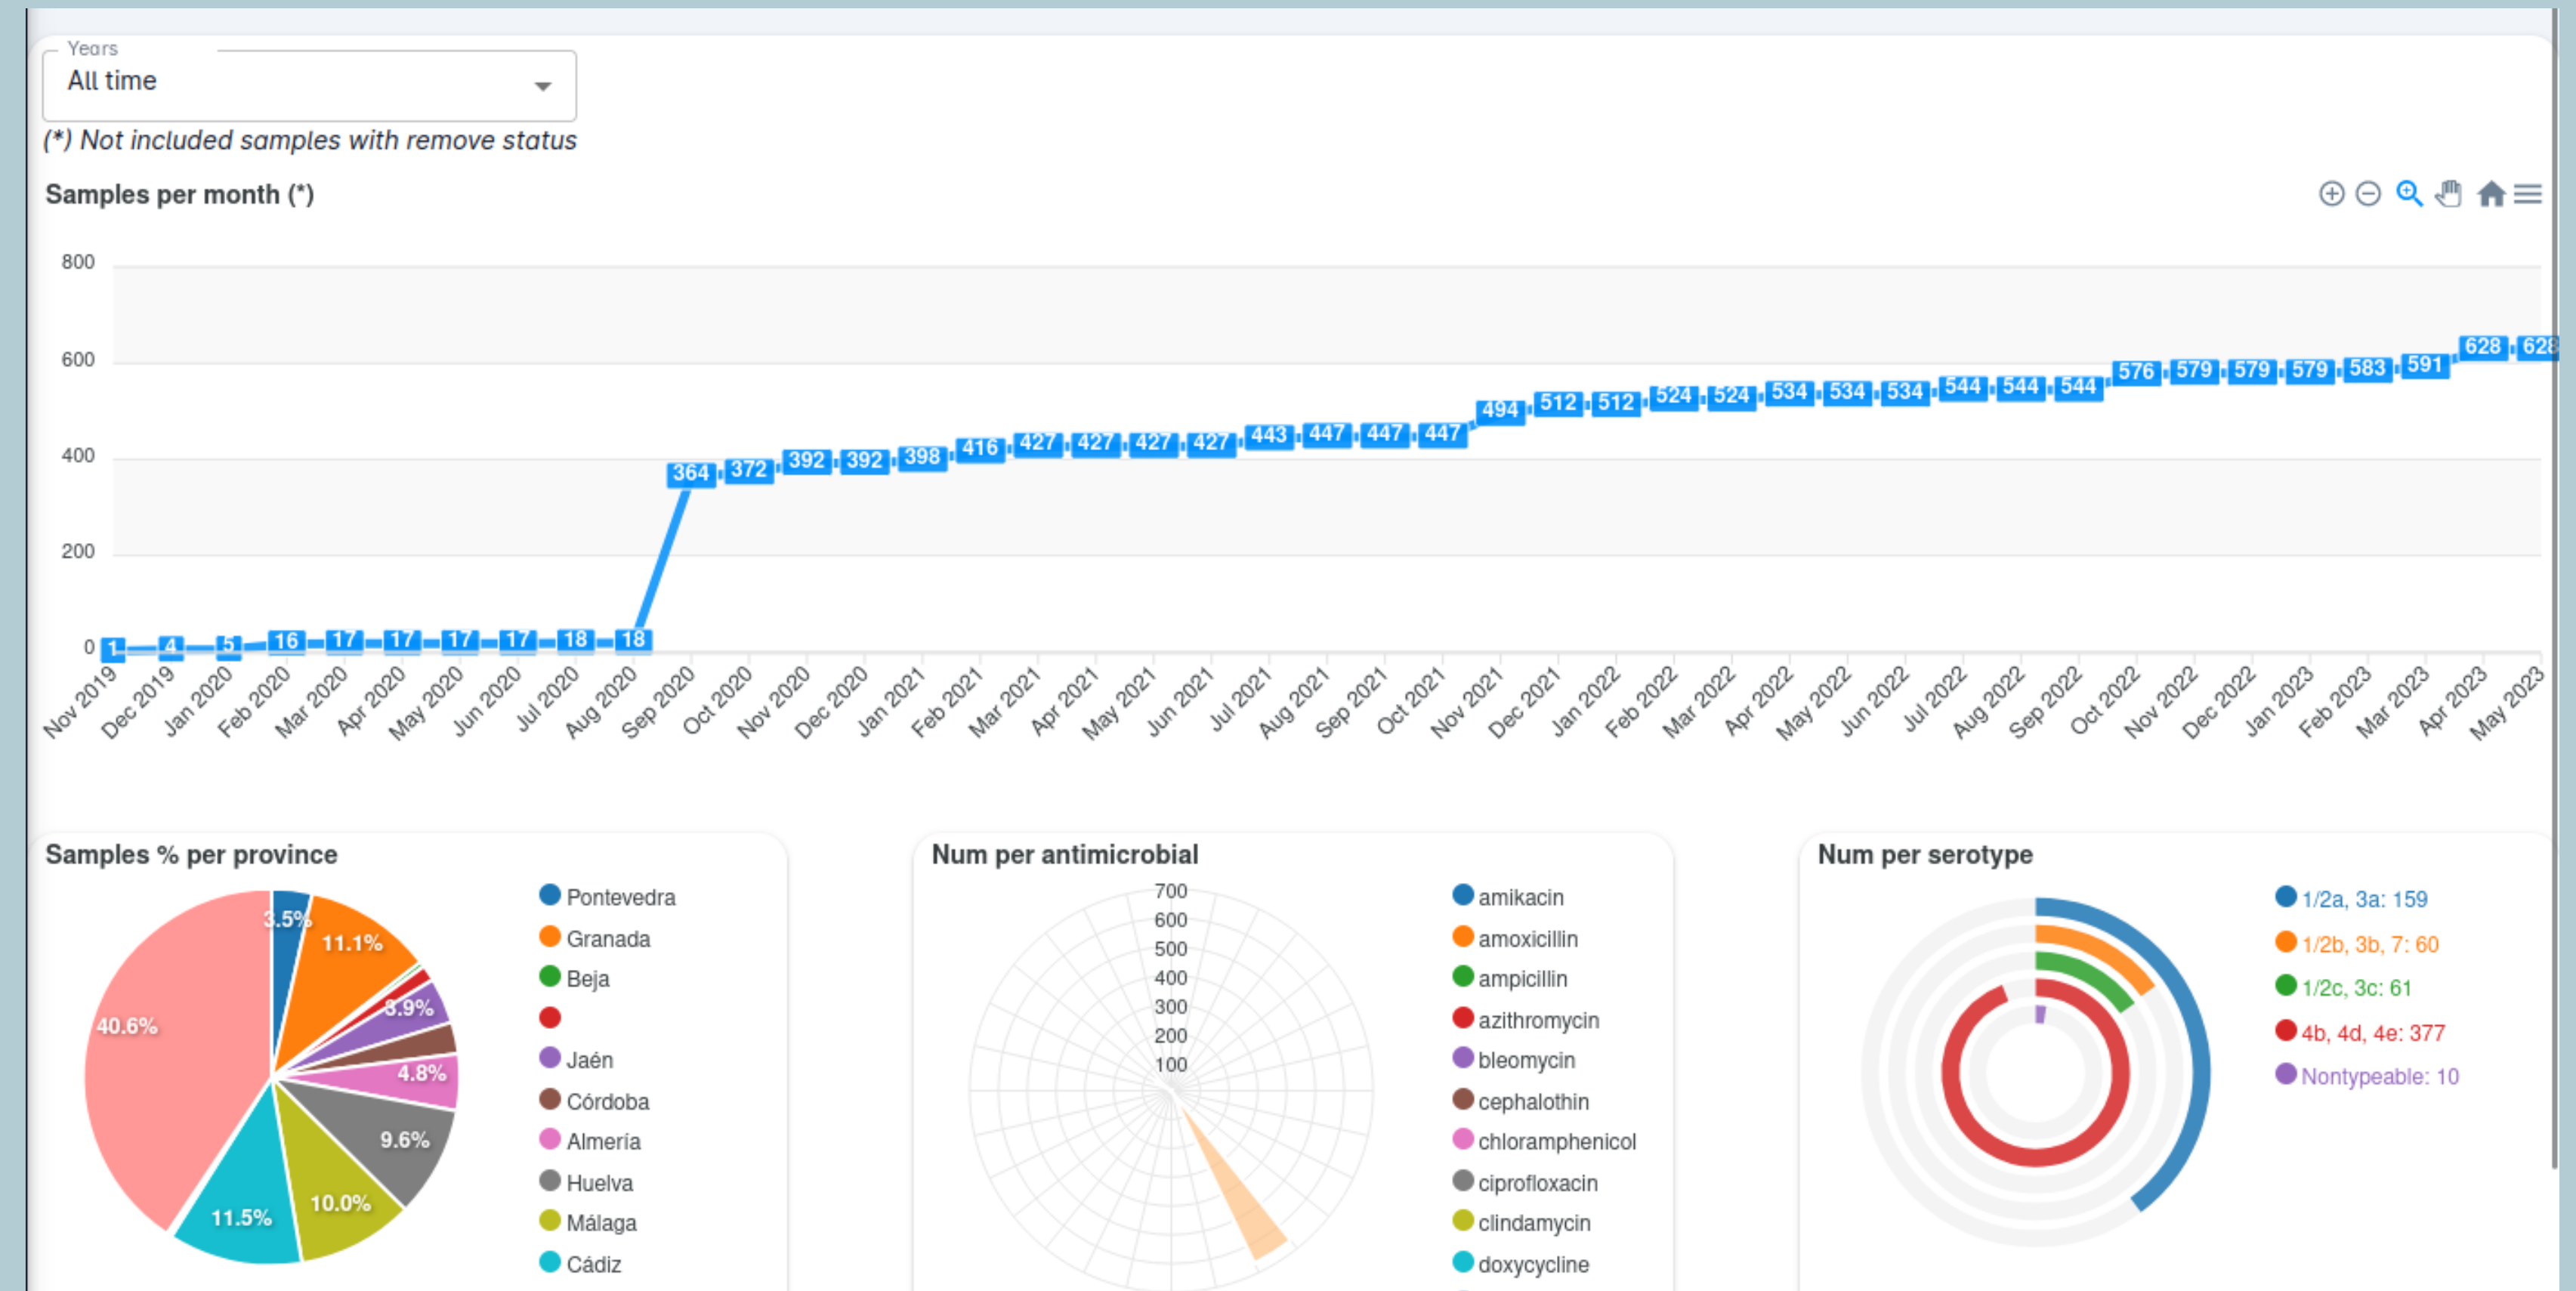 Years
All time
(*) Not included samples with remove status
Samples per month (*)
800
600
400
200
0
1 4 5 16 17 17 17 17 18 18 364 372 392 392 398 416 427 427 427 427 443 447 447 447 494 512 512 524 524 534 534 534 544 544 544 576 579 579 579 583 591 628 628
Nov 2019 Dec 2019 Jan 2020 Feb 2020 Mar 2020 Apr 2020 May 2020 Jun 2020 Jul 2020 Aug 2020 Sep 2020 Oct 2020 Nov 2020 Dec 2020 Jan 2021 Feb 2021 Mar 2021 Apr 2021 May 2021 Jun 2021 Jul 2021 Aug 2021 Sep 2021 Oct 2021 Nov 2021 Dec 2021 Jan 2022 Feb 2022 Mar 2022 Apr 2022 May 2022 Jun 2022 Jul 2022 Aug 2022 Sep 2022 Oct 2022 Nov 2022 Dec 2022 Jan 2023 Feb 2023 Mar 2023 Apr 2023 May 2023
Samples % per province
3.5%
11.1%
3.9%
4.8%
9.6%
10.0%
11.5%
40.6%
Pontevedra
Granada
Beja
Jaén
Córdoba
Almería
Huelva
Málaga
Cádiz
Num per antimicrobial
700
600
500
400
300
200
100
amikacin
amoxicillin
ampicillin
azithromycin
bleomycin
cephalothin
chloramphenicol
ciprofloxacin
clindamycin
doxycycline
Num per serotype
1/2a, 3a: 159
1/2b, 3b, 7: 60
1/2c, 3c: 61
4b, 4d, 4e: 377
Nontypeable: 10